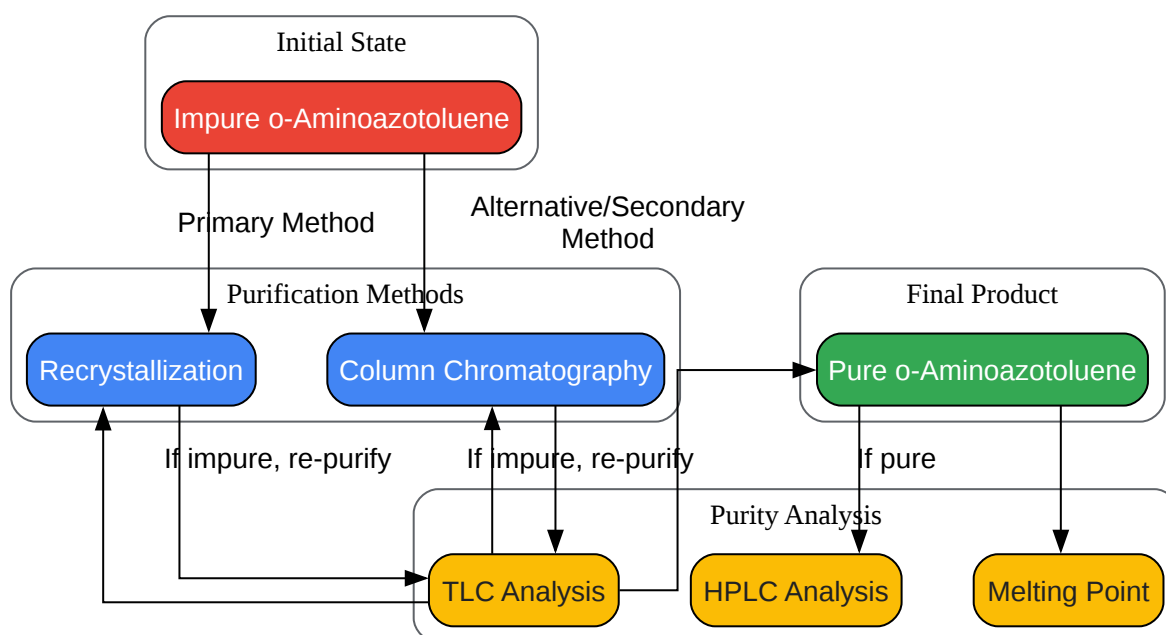 Initial State
Impure o-Aminoazotoluene
Primary Method
Alternative/Secondary
Method
Purification Methods
Final Product
Recrystallization
Column Chromatography
Pure o-Aminoazotoluene
If impure, re-purify
If impure, re-purify
If pure
Purity Analysis
TLC Analysis
HPLC Analysis
Melting Point